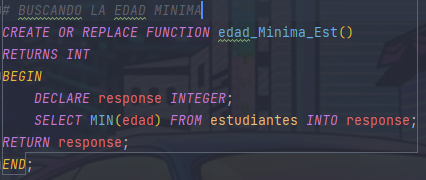 # BUSCANDO LA EDAD MINIMA
CREATE OR REPLACE FUNCTION edad_Minima_Est()
RETURNS INT
BEGIN
DECLARE response INTEGER;
SELECT MIN(edad) FROM estudiantes INTO response;
RETURN response;
END;